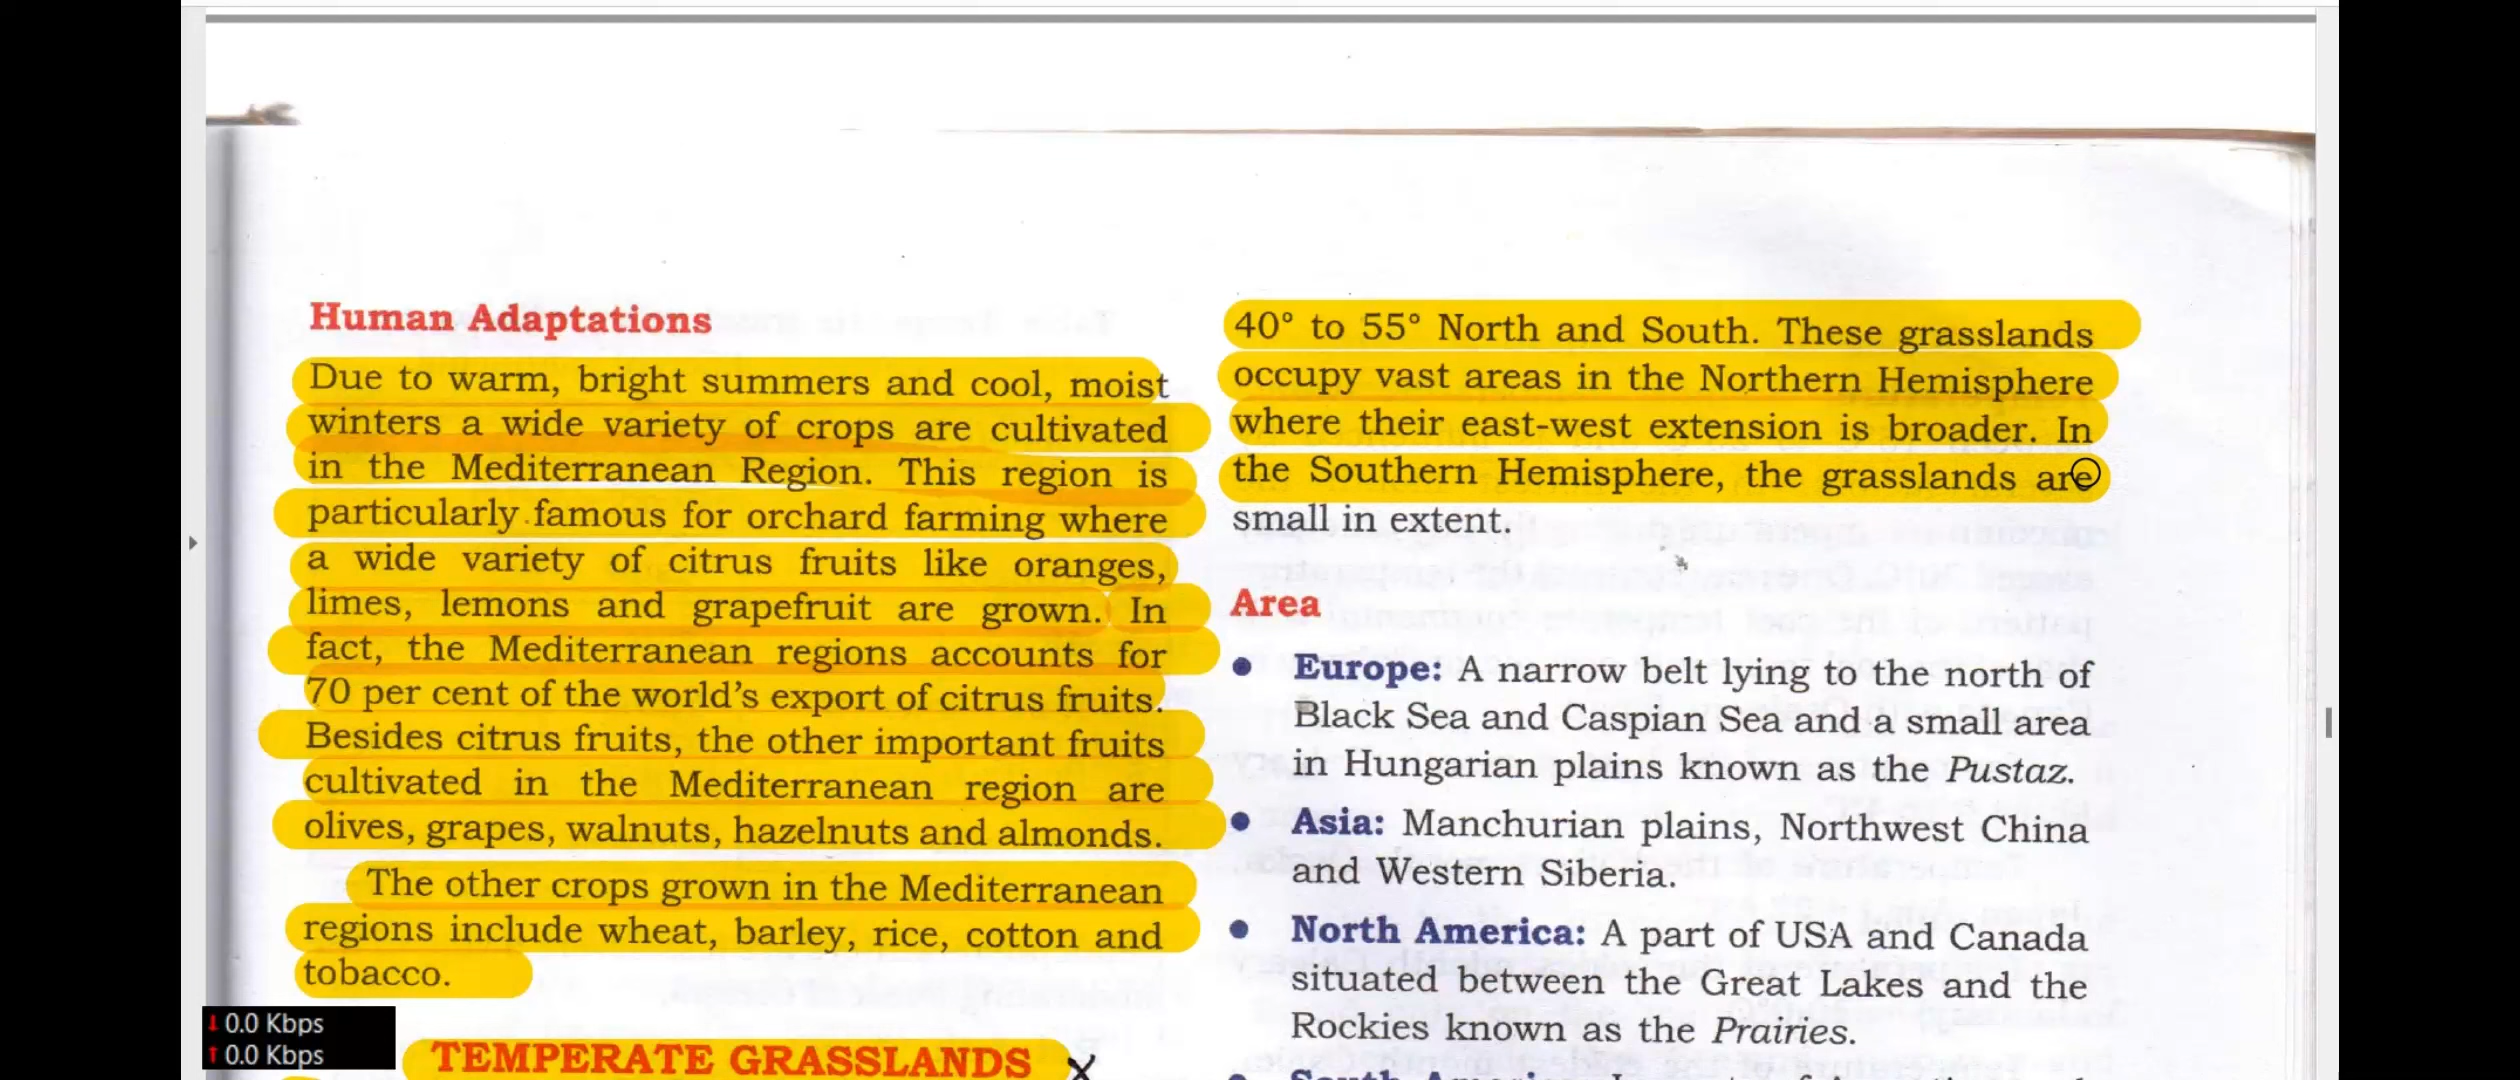 Human Adaptations
Due to warm, bright summers and cool, moist
winters a wide variety of crops are cultivated
in the Mediterranean Region. This region is
particularly famous for orchard farming where
a wide variety of citrus fruits like oranges,
limes, lemons and grapefruit are grown. In
fact, the Mediterranean regions accounts for
70 per cent of the world's export of citrus fruits.
Besides citrus fruits, the other important fruits
cultivated in the Mediterranean region are
olives, grapes, walnuts, hazelnuts and almonds.
The other crops grown in the Mediterranean
regions include wheat, barley, rice, cotton and
tobacco.
TEMPERATE GRASSLANDS
40° to 55° North and South. These grasslands
occupy vast areas in the Northern Hemisphere
where their east-west extension is broader. In
the Southern Hemisphere, the grasslands are
small in extent.
Area
• Europe: A narrow belt lying to the north of
Black Sea and Caspian Sea and a small area
in Hungarian plains known as the Pustaz.
• Asia: Manchurian plains, Northwest China
and Western Siberia.
• North America: A part of USA and Canada
situated between the Great Lakes and the
Rockies known as the Prairies.
↓ 0.0 Kbps
↑ 0.0 Kbps